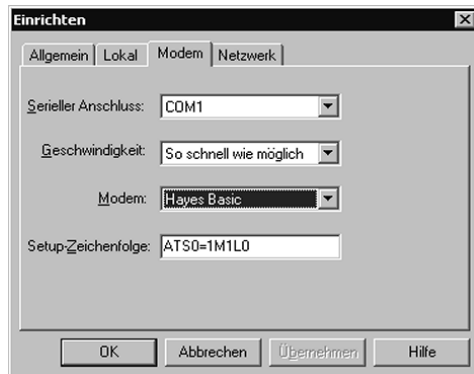 Einrichten
Allgemein Lokal Modem Netzwerk
Serieller Anschluss: COM1
Geschwindigkeit: So schnell wie möglich
Modem: Hayes Basic
Setup-Zeichenfolge: ATS0=1M1L0
OK Abbrechen Übernehmen Hilfe